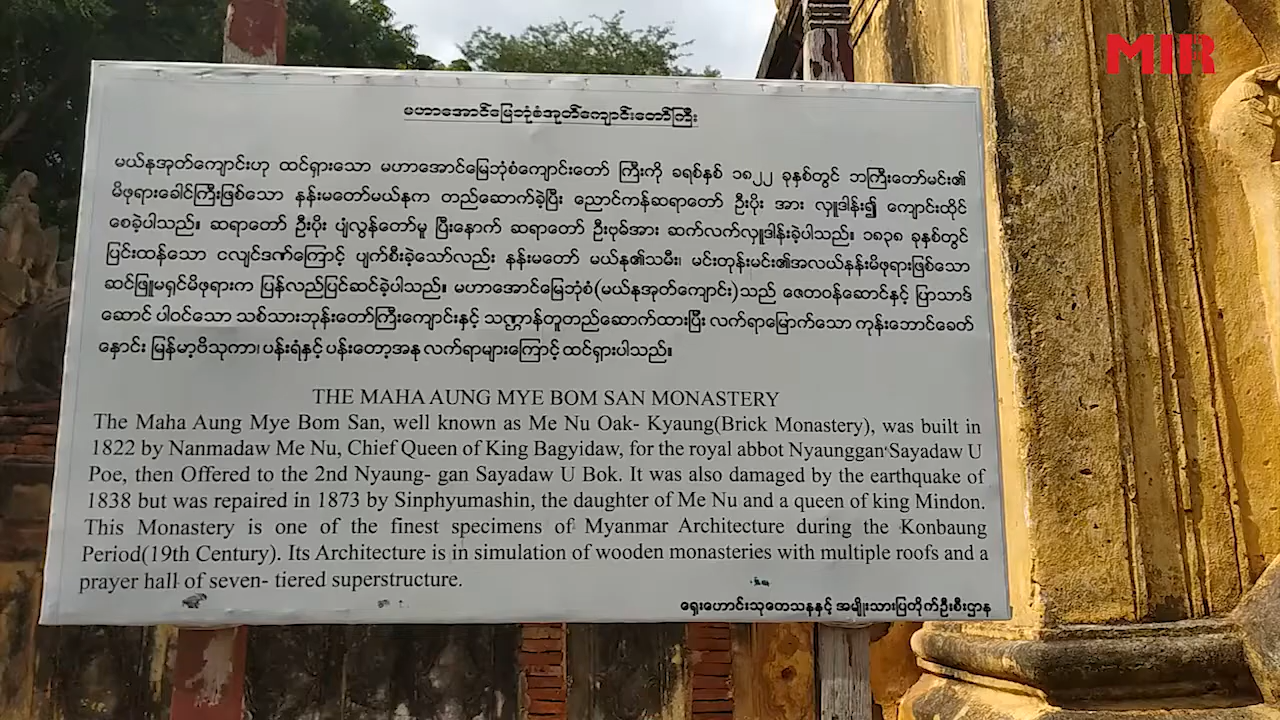 MIR
မဟာအောင်မြေဘုံစံအုတ်ကျောင်းတော်ကြီး
မယ်နုအုတ်ကျောင်းဟု ထင်ရှားသော မဟာအောင်မြေဘုံစံကျောင်းတော် ကြီးကို ခရစ်နှစ် ၁၈၂၂ ခုနှစ်တွင် ဘကြီးတော်မင်း၏
မိဖုရားခေါင်ကြီးဖြစ်သော နန်းမတော်မယ်နုက တည်ဆောက်ခဲ့ပြီး ညောင်ကန်ဆရာတော် ဦးပိုး အား လှူဒါန်း၍ ကျောင်းထိုင်
စေခဲ့ပါသည်။ ဆရာတော် ဦးပိုး ပျံလွန်တော်မူ ပြီးနောက် ဆရာတော် ဦးဗုပ်အား ဆက်လက်လှူဒါန်းခဲ့ပါသည်။ ၁၈၃၈ ခုနှစ်တွင်
ပြင်းထန်သော ငလျင်ဒဏ်ကြောင့် ပျက်စီးခဲ့သော်လည်း နန်းမတော် မယ်နု၏သမီး၊ မင်းတုန်းမင်း၏အလယ်နန်းမိဖုရားဖြစ်သော
ဆင်ဖြူမရှင်မိဖုရားက ပြန်လည်ပြင်ဆင်ခဲ့ပါသည်။ မဟာအောင်မြေဘုံစံ(မယ်နုအုတ်ကျောင်း)သည် ဇေတဝန်ဆောင်နှင့် ပြာသာဒ်
ဆောင် ပါဝင်သော သစ်သားဘုန်းတော်ကြီးကျောင်းနှင့် သဏ္ဌာန်တူတည်ဆောက်ထားပြီး လက်ရာမြောက်သော ကုန်းဘောင်ခေတ်
နှောင်း မြန်မာ့ဗိသုကာ၊ ပန်းရံနှင့် ပန်းတော့အနု လက်ရာများကြောင့် ထင်ရှားပါသည်။
THE MAHA AUNG MYE BOM SAN MONASTERY
The Maha Aung Mye Bom San, well known as Me Nu Oak- Kyaung(Brick Monastery), was built in
1822 by Nanmadaw Me Nu, Chief Queen of King Bagyidaw, for the royal abbot Nyaunggan Sayadaw U
Poe, then Offered to the 2nd Nyaung- gan Sayadaw U Bok. It was also damaged by the earthquake of
1838 but was repaired in 1873 by Sinphyumashin, the daughter of Me Nu and a queen of king Mindon.
This Monastery is one of the finest specimens of Myanmar Architecture during the Konbaung
Period(19th Century). Its Architecture is in simulation of wooden monasteries with multiple roofs and a
prayer hall of seven- tiered superstructure.
ရှေးဟောင်းသုတေသနနှင့် အမျိုးသားပြတိုက်ဦးစီးဌာန